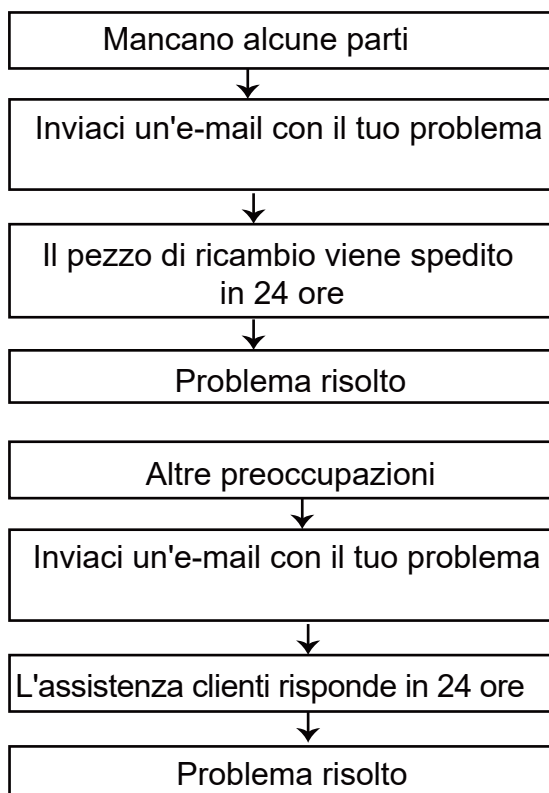 Mancano alcune parti
Inviaci un'e-mail con il tuo problema
Il pezzo di ricambio viene spedito
in 24 ore
Problema risolto
Altre preoccupazioni
Inviaci un'e-mail con il tuo problema
L'assistenza clienti risponde in 24 ore
Problema risolto